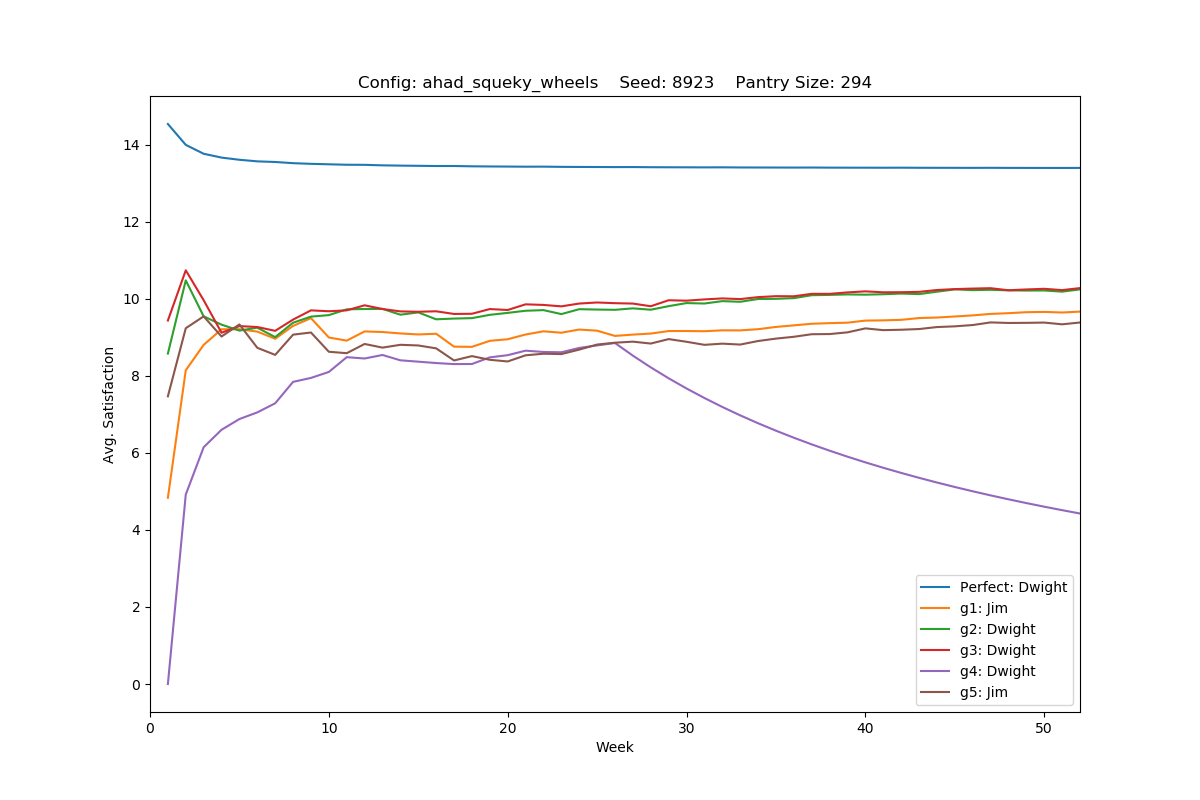 Config: ahad_squeky_wheels    Seed: 8923    Pantry Size: 294
Avg. Satisfaction
14
12
10
8
6
4
2
0
0 10 20 30 40 50
Week
Perfect: Dwight
g1: Jim
g2: Dwight
g3: Dwight
g4: Dwight
g5: Jim